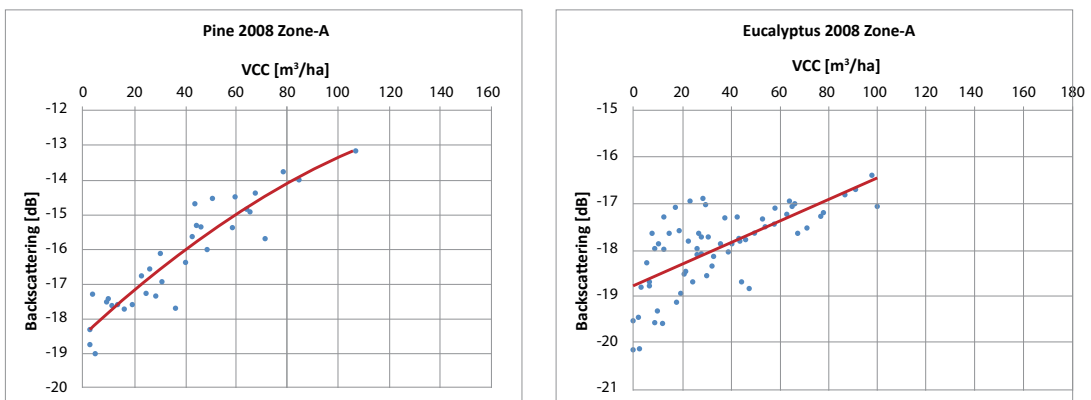 Pine 2008 Zone-A
VCC [m³/ha]
0 20 40 60 80 100 120 140 160
-12
-13
-14
-15
-16
-17
-18
-19
-20
Backscattering [dB]
Eucalyptus 2008 Zone-A
VCC [m³/ha]
0 20 40 60 80 100 120 140 160 180
-15
-16
-17
-18
-19
-20
-21
Backscattering [dB]